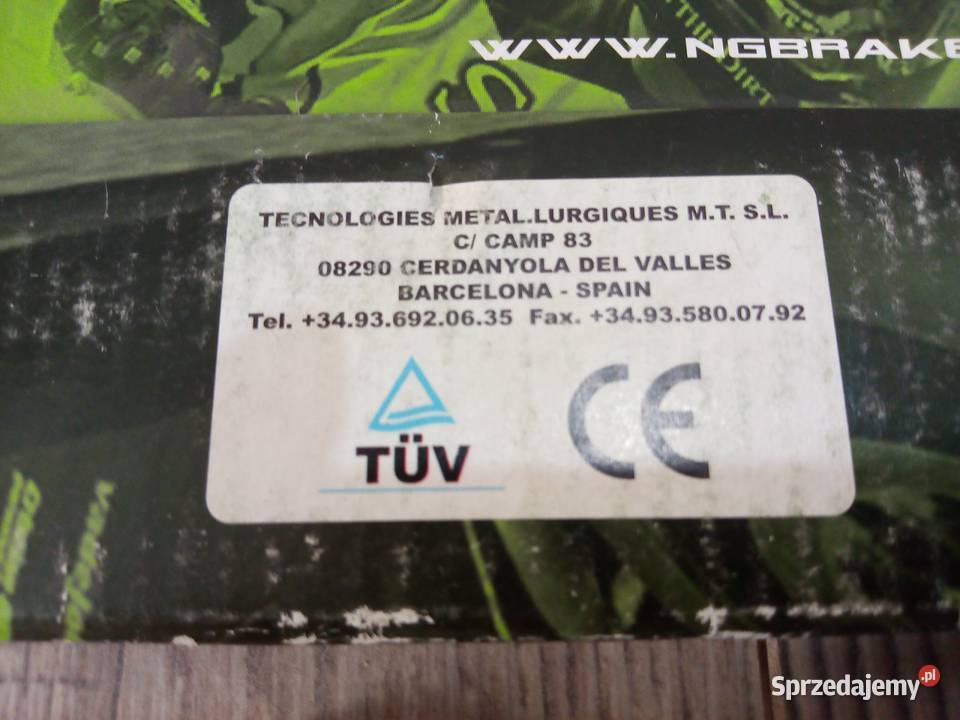 WWW.NGBRAKE
TECNOLOGIES METAL.LURGIQUES M.T. S.L.
C/ CAMP 83
08290 CERDANYOLA DEL VALLES
BARCELONA - SPAIN
Tel. +34.93.692.06.35 Fax. +34.93.580.07.92
TÜV
CE
Sprzedajemy.pl